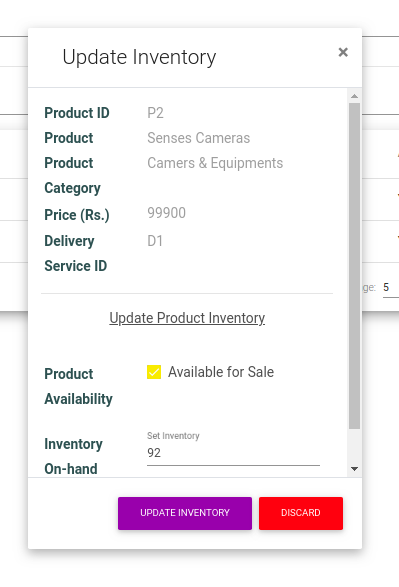 Update Inventory ×
Product ID P2
Product Senses Cameras
Product Camers & Equipments
Category
Price (Rs.) 99900
Delivery D1
Service ID
ge: 5
Update Product Inventory
Product Available for Sale
Availability
Set Inventory
Inventory 92
On-hand
UPDATE INVENTORY DISCARD